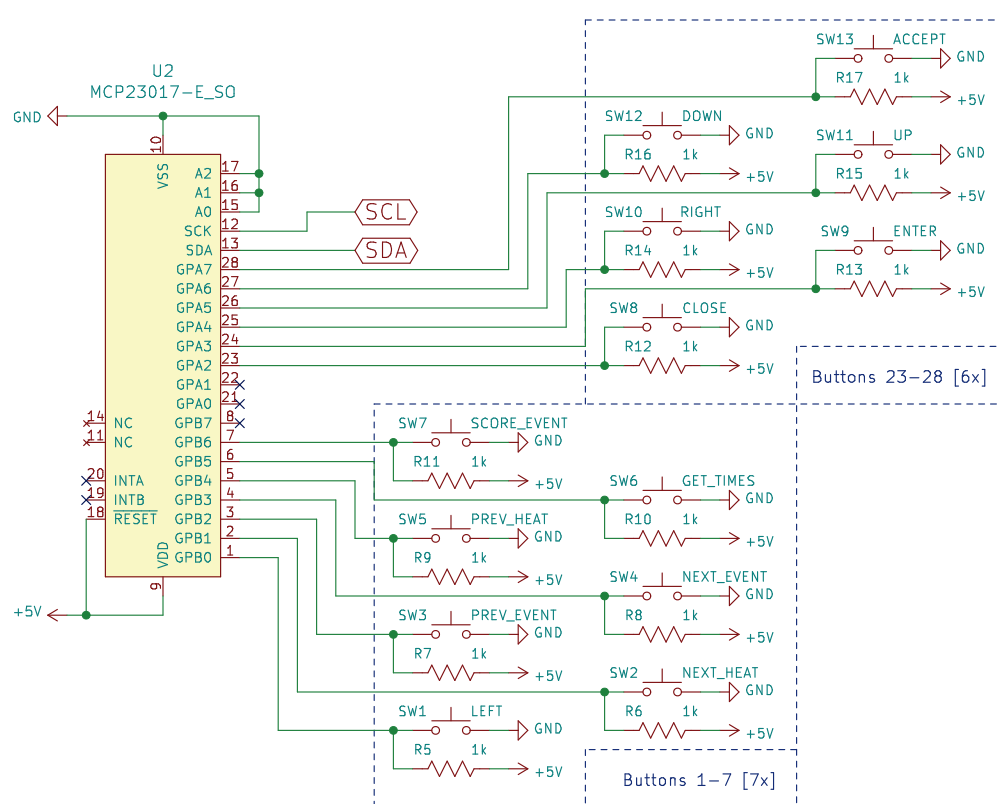 U2
MCP23017-E_SO
GND
10
VSS
A2 17
A1 16
A0 15
SCK 12
SDA 13
GPA7 28
GPA6 27
GPA5 26
GPA4 25
GPA3 24
GPA2 23
GPA1 22
GPA0 21
GPB7 8
GPB6 7
GPB5 6
GPB4 5
GPB3 4
GPB2 3
GPB1 2
GPB0 1
14 NC
11 NC
20 INTA
19 INTB
18 RESET
VDD
9
+5V
SCL
SDA
SW13 ACCEPT
GND
R17 1k
+5V
SW12 DOWN
GND
R16 1k
+5V
SW11 UP
GND
R15 1k
+5V
SW10 RIGHT
GND
R14 1k
+5V
SW9 ENTER
GND
R13 1k
+5V
SW8 CLOSE
GND
R12 1k
+5V
Buttons 23-28 [6x]
SW7 SCORE_EVENT
GND
R11 1k
+5V
SW6 GET_TIMES
GND
R10 1k
+5V
SW5 PREV_HEAT
GND
R9 1k
+5V
SW4 NEXT_EVENT
GND
R8 1k
+5V
SW3 PREV_EVENT
GND
R7 1k
+5V
SW2 NEXT_HEAT
GND
R6 1k
+5V
SW1 LEFT
GND
R5 1k
+5V
Buttons 1-7 [7x]